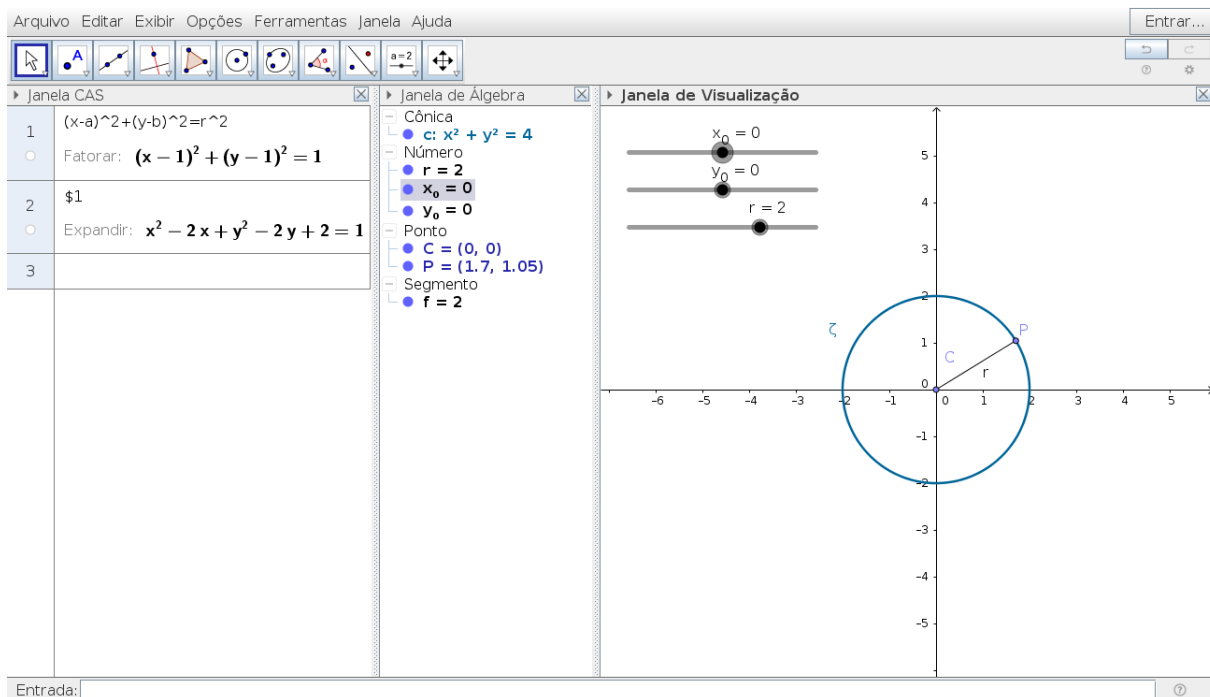 Arquivo Editar Exibir Opções Ferramentas Janela Ajuda
Entrar...
A
α
a=2
Janela CAS
1
(x-a)^2+(y-b)^2=r^2
Fatorar: (x − 1)² + (y − 1)² = 1
2
$1
Expandir: x² − 2 x + y² − 2 y + 2 = 1
3
Janela de Álgebra
Cônica
c: x² + y² = 4
Número
r = 2
x₀ = 0
y₀ = 0
Ponto
C = (0, 0)
P = (1.7, 1.05)
Segmento
f = 2
Janela de Visualização
x₀ = 0
y₀ = 0
r = 2
5
4
3
2
1
0
-1
-2
-3
-4
-5
-6 -5 -4 -3 -2 -1 0 1 2 3 4 5
ζ
P
C
r
Entrada: